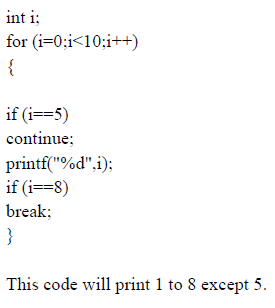 int i;
for (i=0;i<10;i++)
{
if (i==5)
continue;
printf("%d",i);
if (i==8)
break;
}
This code will print 1 to 8 except 5.